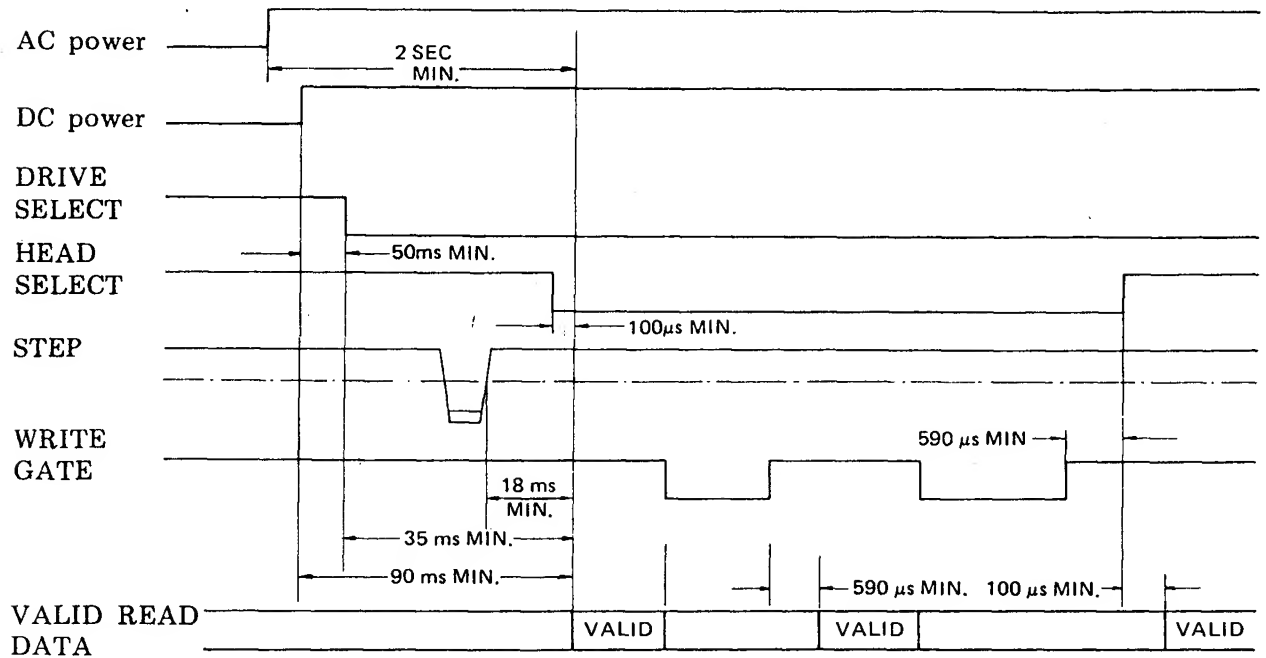 AC power
2 SEC
MIN.
DC power
DRIVE
SELECT
50ms MIN.
HEAD
SELECT
100µs MIN.
STEP
WRITE
GATE
590 µs MIN
18 ms
MIN.
35 ms MIN.
90 ms MIN.
590 µs MIN. 100 µs MIN.
VALID READ
DATA
VALID
VALID
VALID